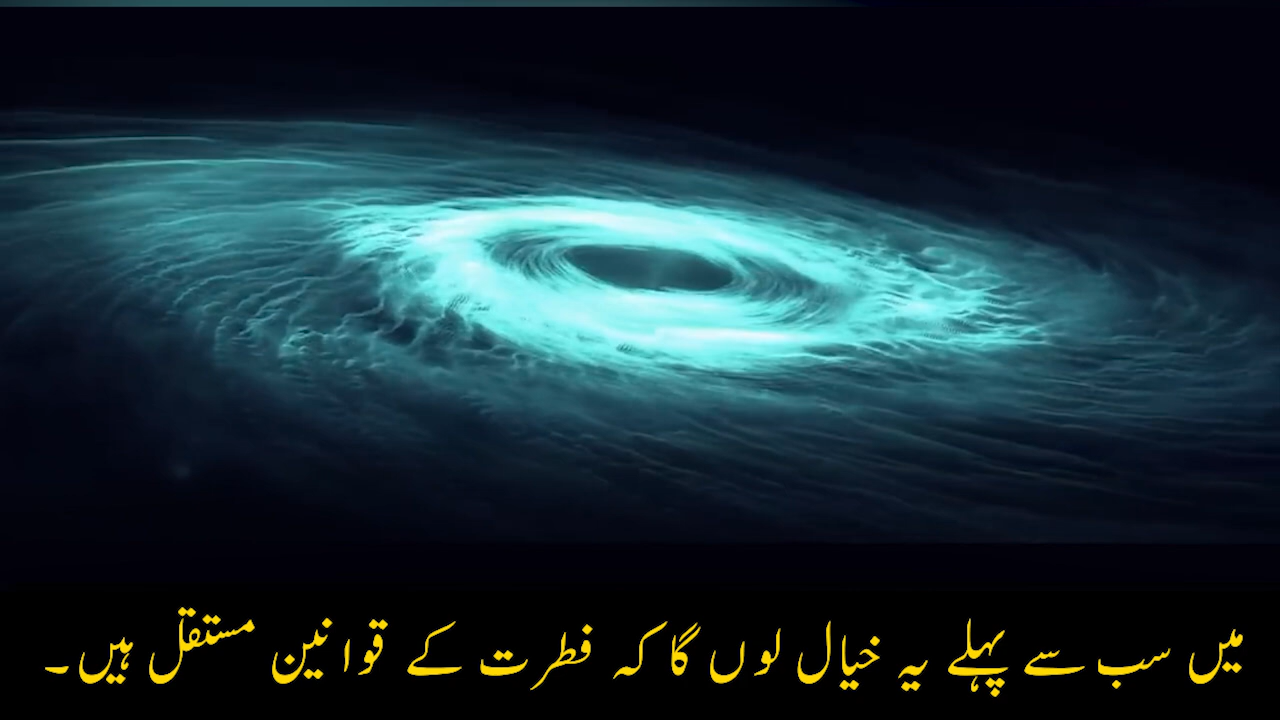 میں سب سے پہلے یہ خیال لوں گا کہ فطرت کے قوانین مستقل ہیں۔